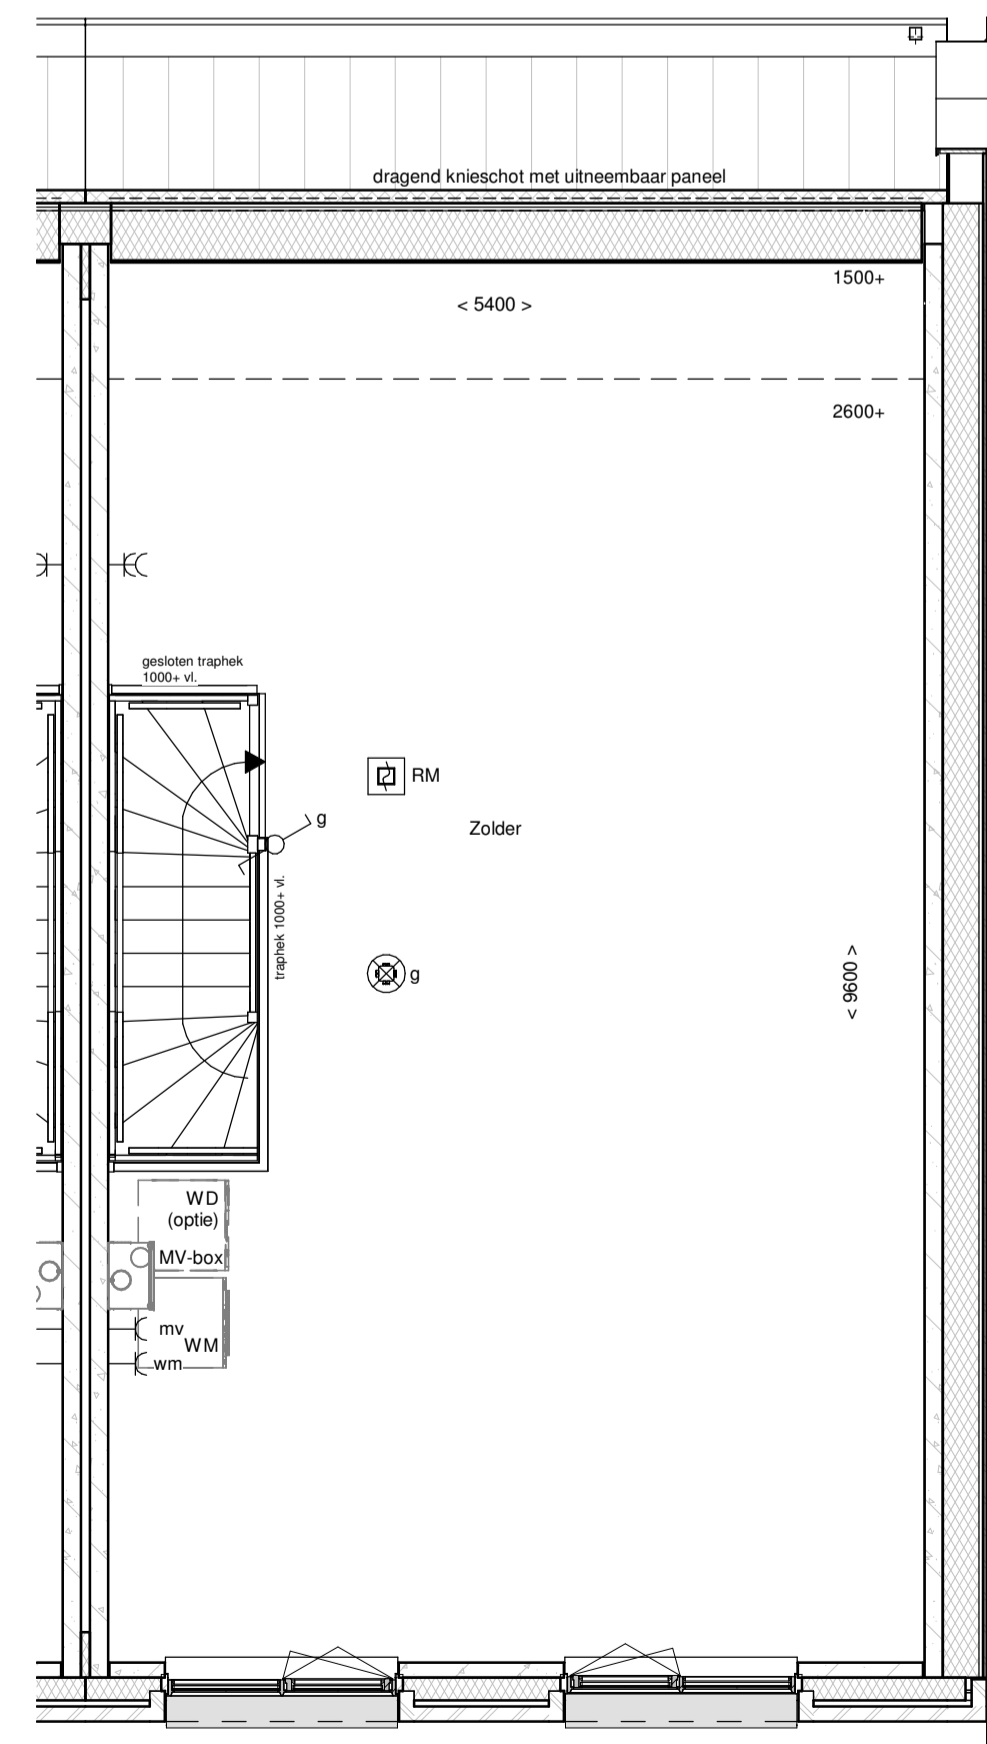 dragend knieschot met uitneembaar paneel
1500+
< 5400 >
2600+
gesloten traphek
1000+ vl.
RM
g
Zolder
traphek 1000+ vl.
g
< 9600 >
WD
(optie)
MV-box
mv
WM
wm